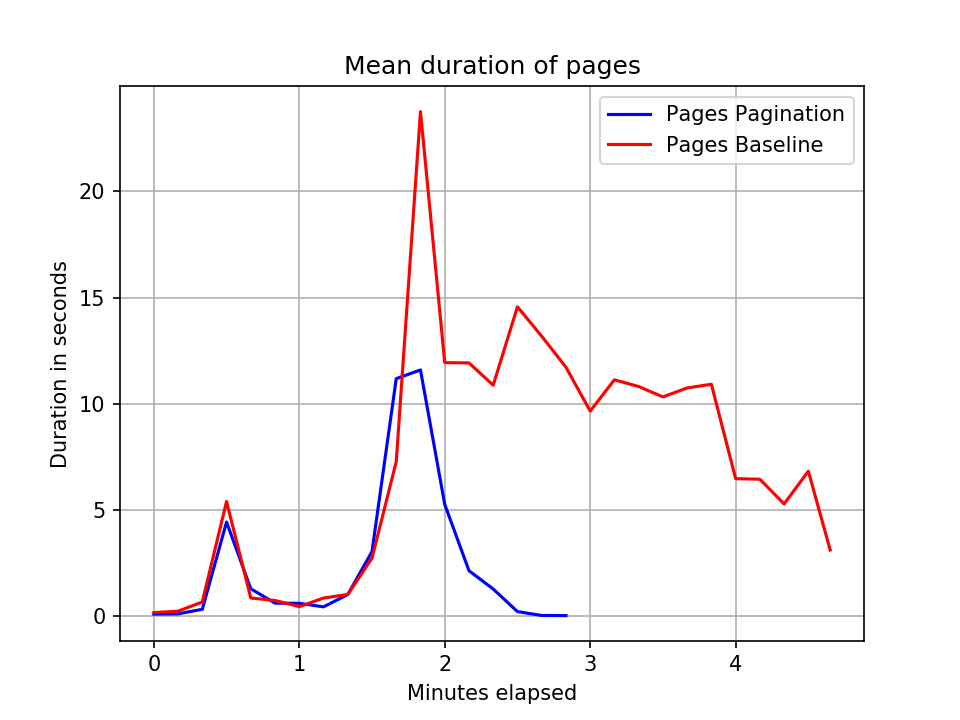 Mean duration of pages
Pages Pagination
Pages Baseline
Duration in seconds
20
15
10
5
0
0 1 2 3 4
Minutes elapsed